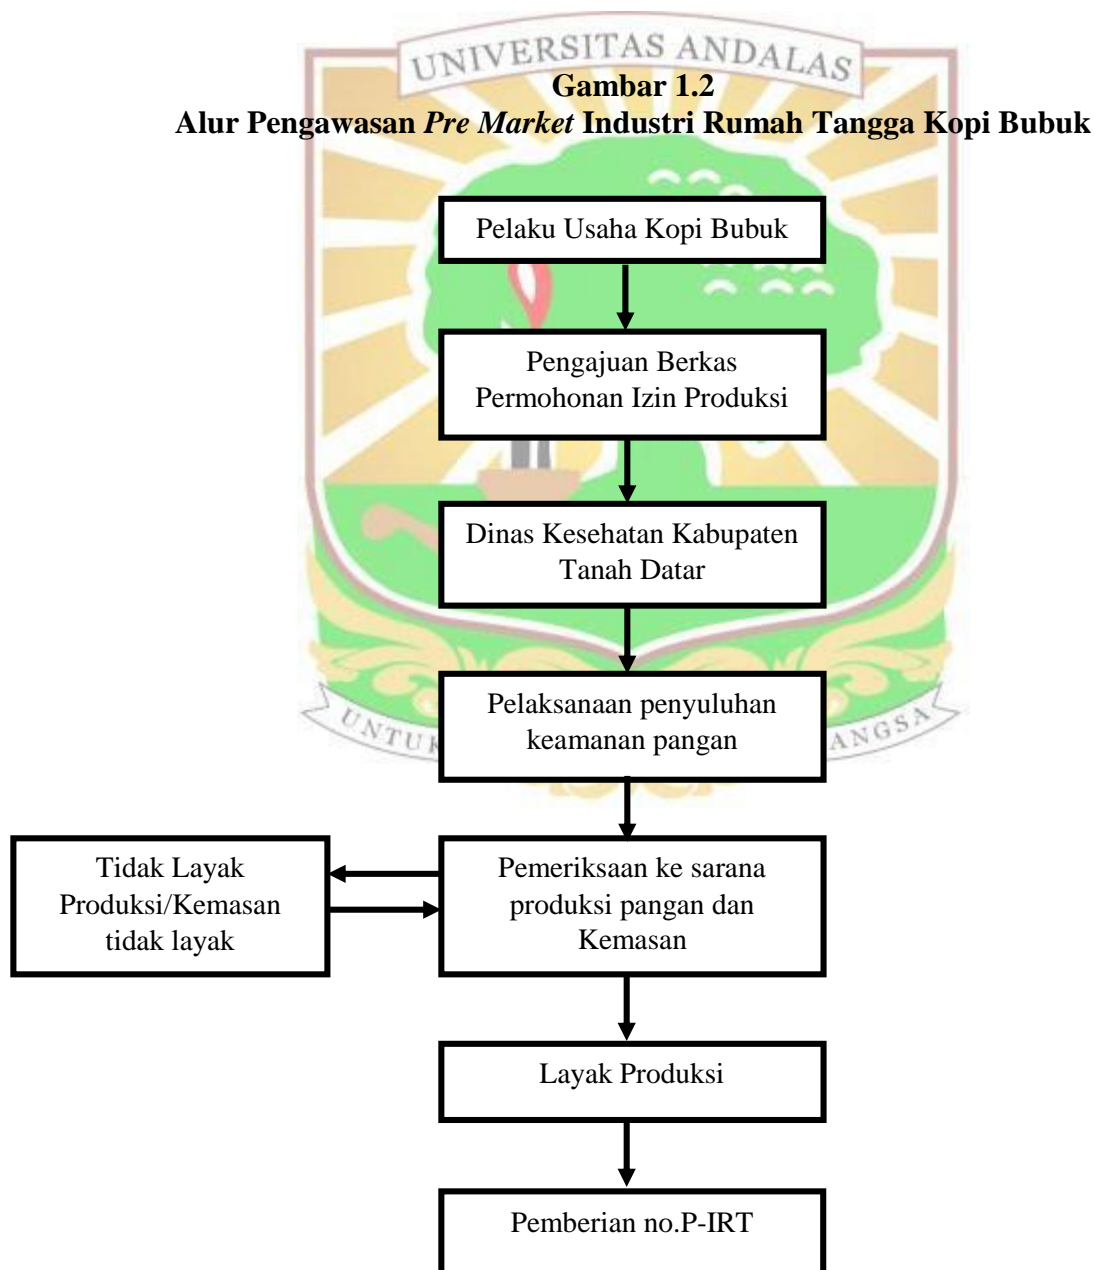 UNIVERSITAS ANDALAS
Gambar 1.2
Alur Pengawasan Pre Market Industri Rumah Tangga Kopi Bubuk
Pelaku Usaha Kopi Bubuk
Pengajuan Berkas
Permohonan Izin Produksi
Dinas Kesehatan Kabupaten
Tanah Datar
Pelaksanaan penyuluhan
keamanan pangan
UNTUK
BANGSA
Tidak Layak
Produksi/Kemasan
tidak layak
Pemeriksaan ke sarana
produksi pangan dan
Kemasan
Layak Produksi
Pemberian no.P-IRT